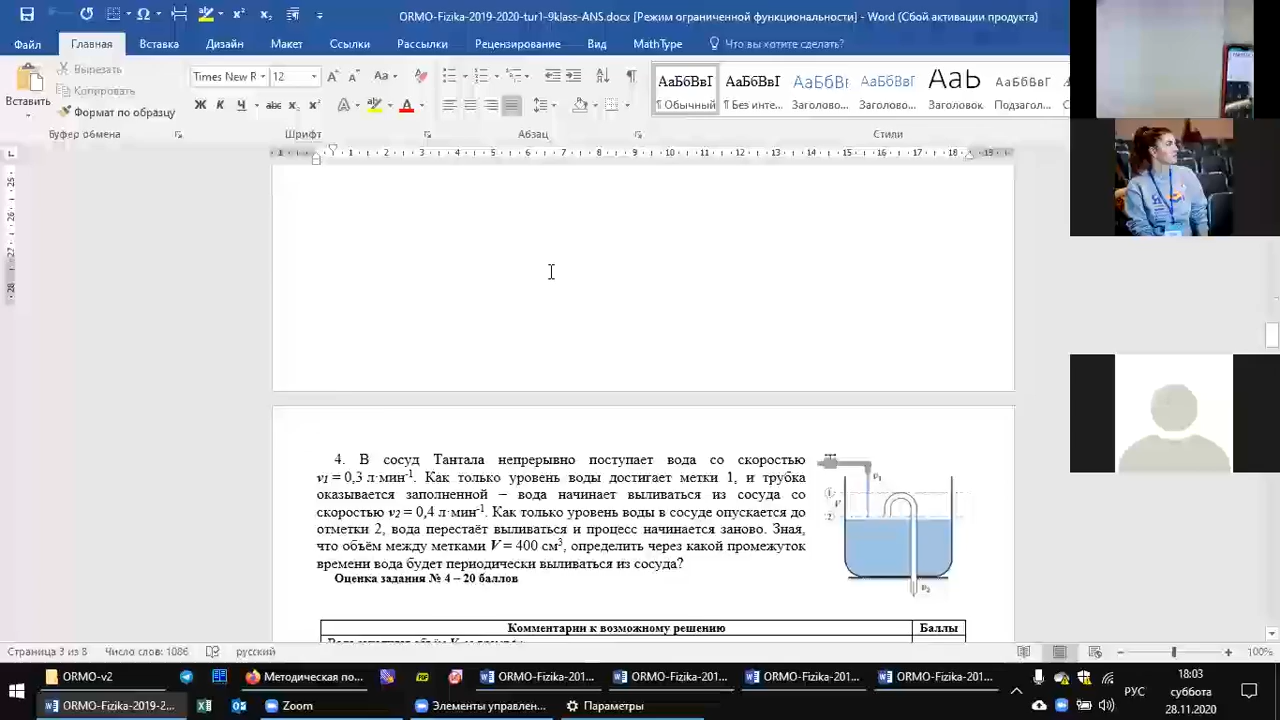 ORMO-Fizika-2019-2020-tur1-9klass-ANS.docx [Режим ограниченной функциональности] - Word (Сбой активации продукта)
Файл Главная Вставка Дизайн Макет Ссылки Рассылки Рецензирование Вид MathType Что вы хотите сделать?
Вставить
Вырезать
Копировать
Формат по образцу
Times New R 12
Буфер обмена Шрифт Абзац Стили
АаБбВвГ АаБбВвГ АаБбВвГ АаБбВвГ АаЬ АаБбВвГ
¶ Обычный ¶ Без инте... Заголово... Заголово... Заголовок Подзагол...
4. В сосуд Тантала непрерывно поступает вода со скоростью
v₁ = 0,3 л·мин⁻¹. Как только уровень воды достигает метки 1, и трубка
оказывается заполненной – вода начинает выливаться из сосуда со
скоростью v₂ = 0,4 л·мин⁻¹. Как только уровень воды в сосуде опускается до
отметки 2, вода перестаёт выливаться и процесс начинается заново. Зная,
что объём между метками V = 400 см³, определить через какой промежуток
времени вода будет периодически выливаться из сосуда?
Оценка задания № 4 – 20 баллов
v₁
v₂
Комментарии к возможному решению Баллы
Страница 3 из 8 Число слов: 1086 русский 100%
ORMO-v2 Методическая по... ORMO-Fizika-201... ORMO-Fizika-201... ORMO-Fizika-201... ORMO-Fizika-201...
ORMO-Fizika-2019-2... Zoom Элементы управлен... Параметры
РУС
18:03
суббота
28.11.2020